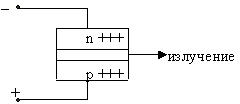 −
n +++
излучение
p +++
+